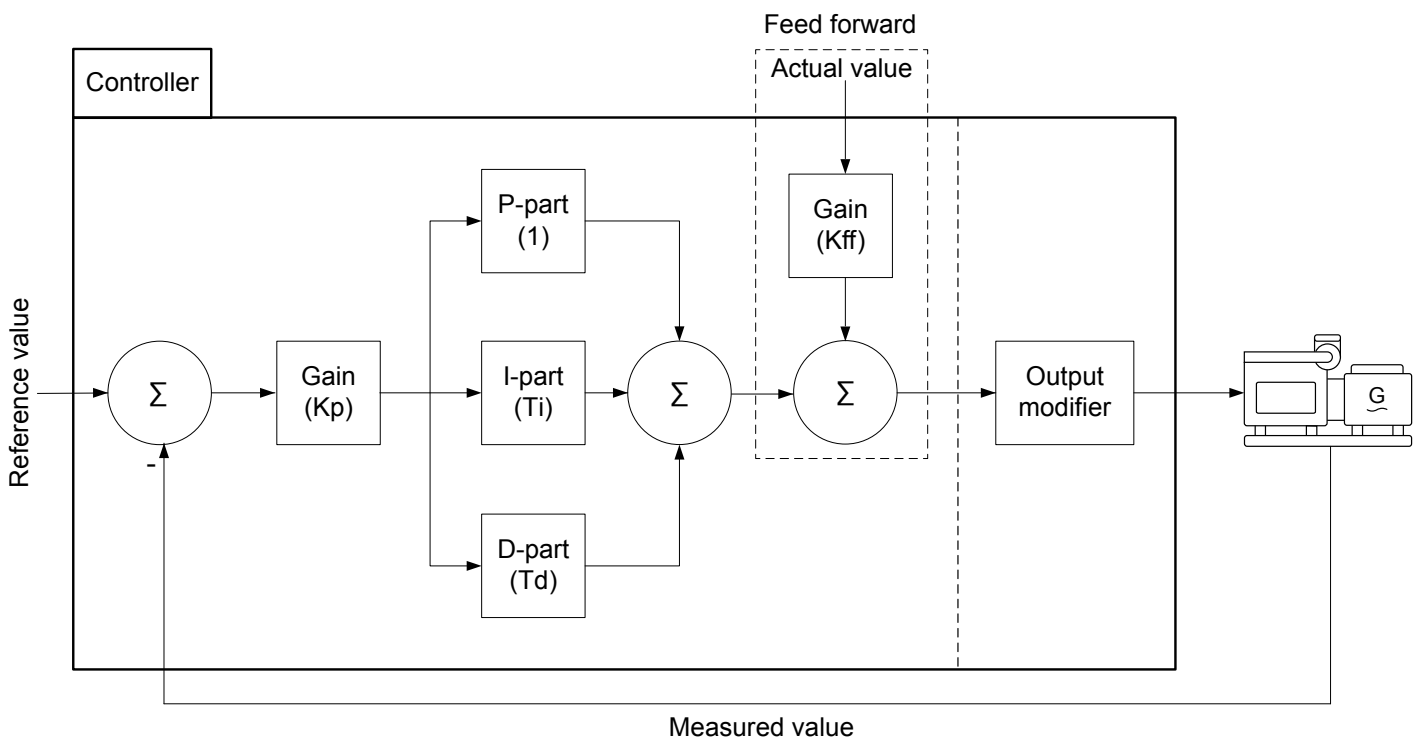 Feed forward
Controller
Actual value
P-part
(1)
Gain
(Kff)
Reference value
Σ
Gain
(Kp)
I-part
(Ti)
Σ
Σ
Output
modifier
G
-
D-part
(Td)
Measured value